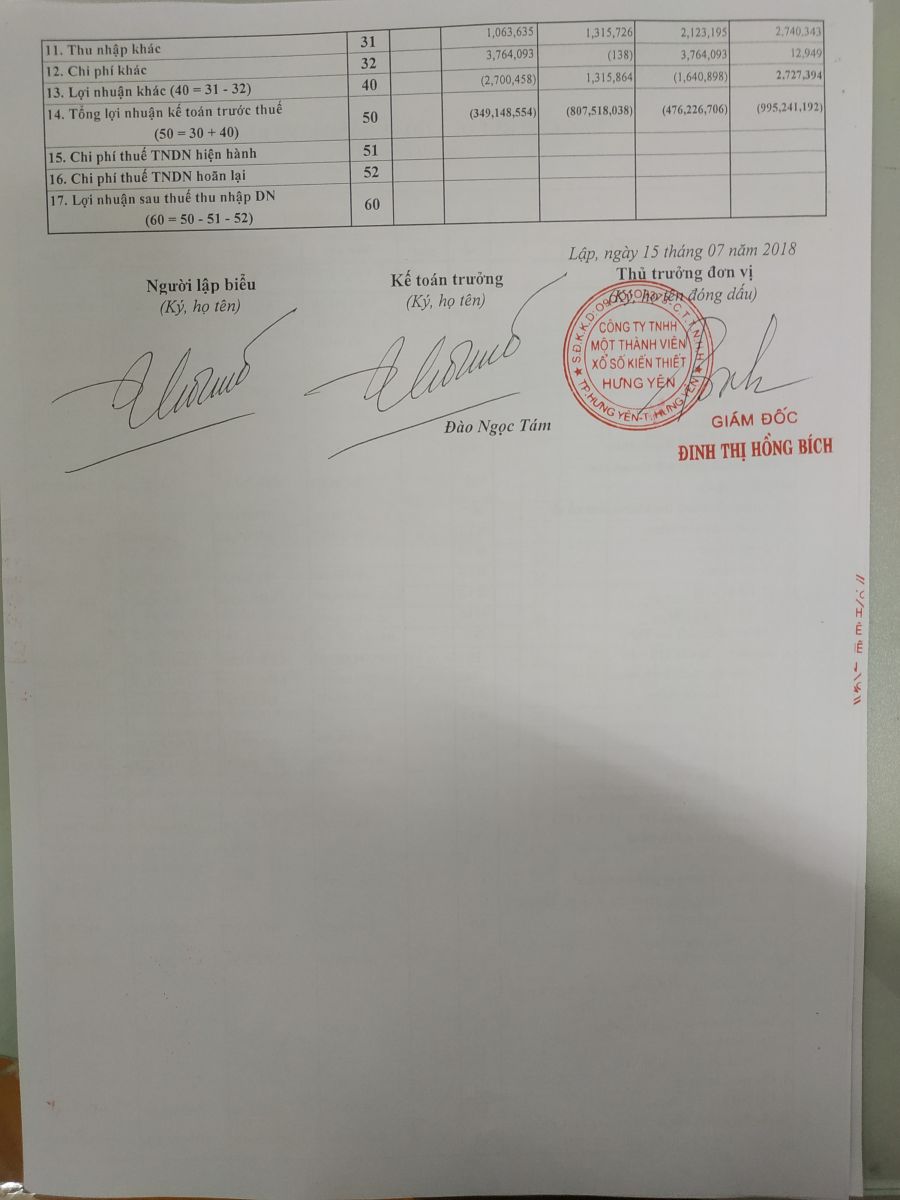 11. Thu nhập khác 31 1,063,635 1,315,726 2,123,195 2,740,343
12. Chi phí khác 32 3,764,093 (138) 3,764,093 12,949
13. Lợi nhuận khác (40 = 31 - 32) 40 (2,700,458) 1,315,864 (1,640,898) 2,727,394
14. Tổng lợi nhuận kế toán trước thuế 50 (349,148,554) (807,518,038) (476,226,706) (995,241,192)
(50 = 30 + 40)
15. Chi phí thuế TNDN hiện hành 51
16. Chi phí thuế TNDN hoãn lại 52
17. Lợi nhuận sau thuế thu nhập DN 60
(60 = 50 - 51 - 52)
Lập, ngày 15 tháng 07 năm 2018
Người lập biểu Kế toán trưởng Thủ trưởng đơn vị
(Ký, họ tên) (Ký, họ tên) (Ký, họ tên đóng dấu)
CÔNG TY TNHH
MỘT THÀNH VIÊN
XỔ SỐ KIẾN THIẾT
HƯNG YÊN
TP.HƯNG YÊN-T.HƯNG YÊN
Đào Ngọc Tám
GIÁM ĐỐC
ĐINH THỊ HỒNG BÍCH